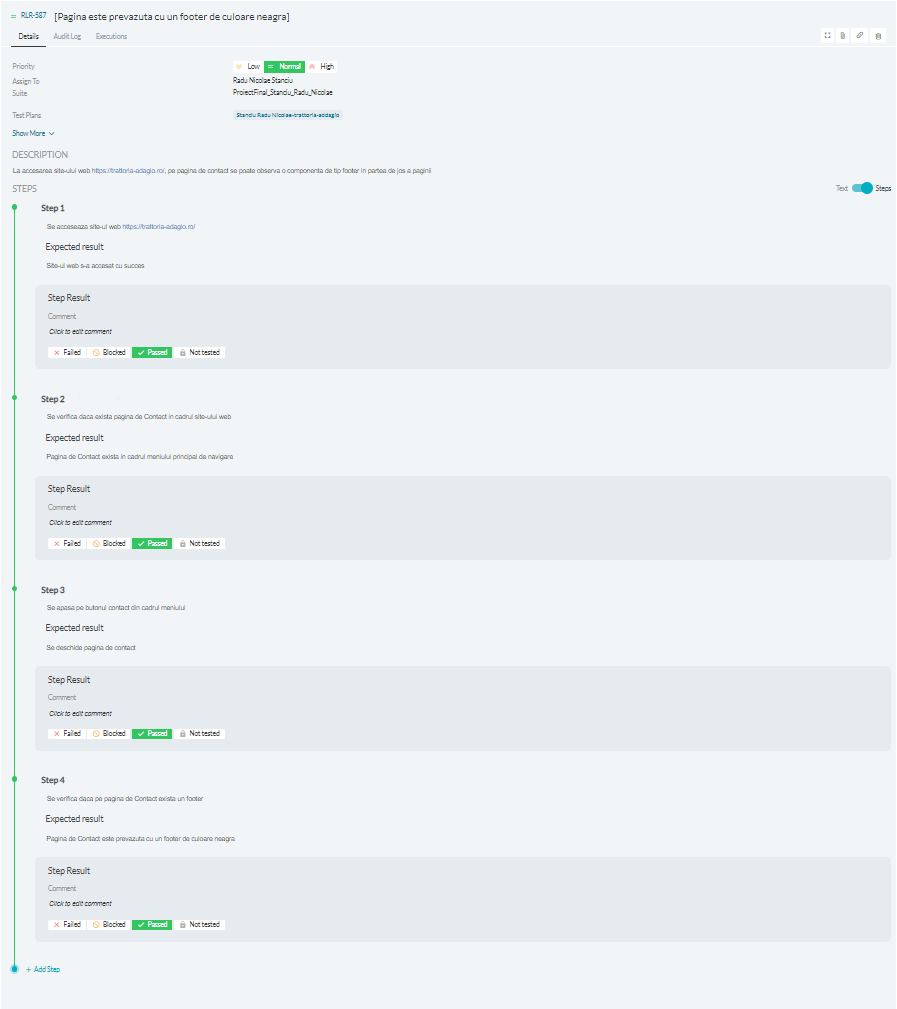 RLR-587 [Pagina este prevazuta cu un footer de culoare neagra]
Details Audit Log Executions
Priority Low Normal High
Assign To Radu Nicolae Stanciu
Suite ProiectFinal_Stanciu_Radu_Nicolae
Test Plans Stanciu Radu Nicolae-trattoria-addagio
Show More
DESCRIPTION
La accesarea site-ului web https://trattoria-adagio.ro/, pe pagina de contact se poate observa o componenta de tip footer in partea de jos a paginii
STEPS Text Steps
Step 1
Se acceseaza site-ul web https://trattoria-adagio.ro/
Expected result
Site-ul web s-a accesat cu succes
Step Result
Comment
Click to edit comment
Failed Blocked Passed Not tested
Step 2
Se verifica daca exista pagina de Contact in cadrul site-ului web
Expected result
Pagina de Contact exista in cadrul meniului principal de navigare
Step Result
Comment
Click to edit comment
Failed Blocked Passed Not tested
Step 3
Se apasa pe butonul contact din cadrul meniului
Expected result
Se deschide pagina de contact
Step Result
Comment
Click to edit comment
Failed Blocked Passed Not tested
Step 4
Se verifica daca pe pagina de Contact exista un footer
Expected result
Pagina de Contact este prevazuta cu un footer de culoare neagra
Step Result
Comment
Click to edit comment
Failed Blocked Passed Not tested
+ Add Step